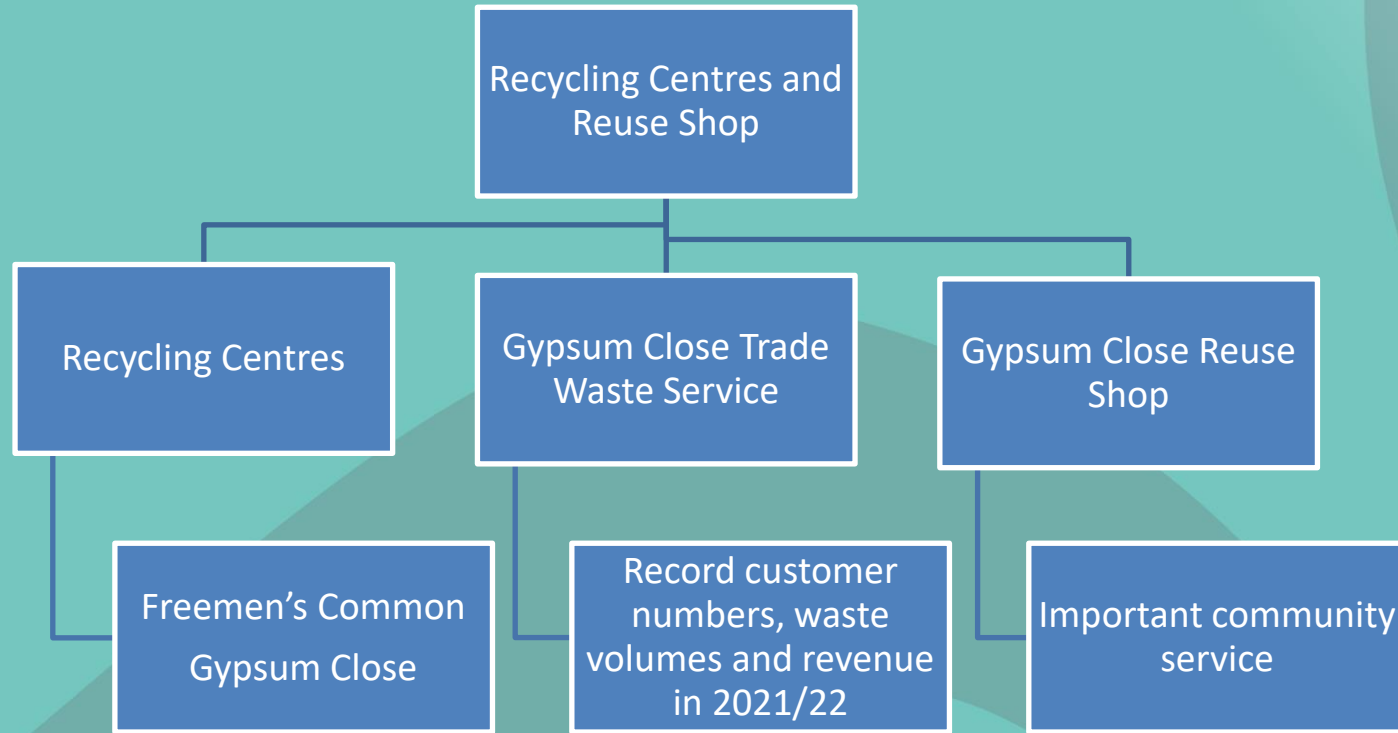 Recycling Centres and
Reuse Shop
Recycling Centres
Gypsum Close Trade
Waste Service
Gypsum Close Reuse
Shop
Freemen’s Common
Gypsum Close
Record customer
numbers, waste
volumes and revenue
in 2021/22
Important community
service